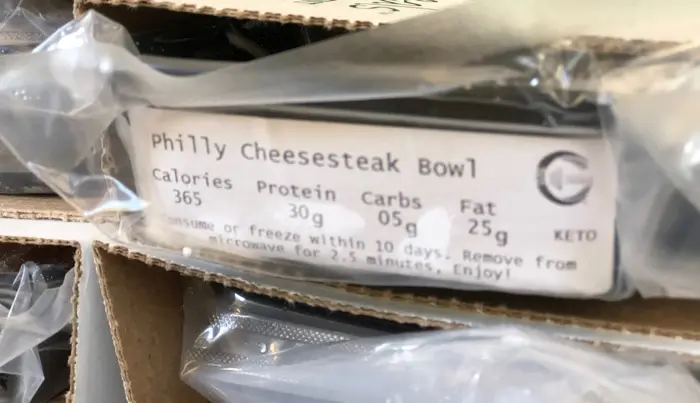 Philly Cheesesteak Bowl
Calories Protein Carbs Fat
365 30g 05g 25g
KETO
or freeze within 10 days. Remove from
microwave for 2.5 minutes. Enjoy!